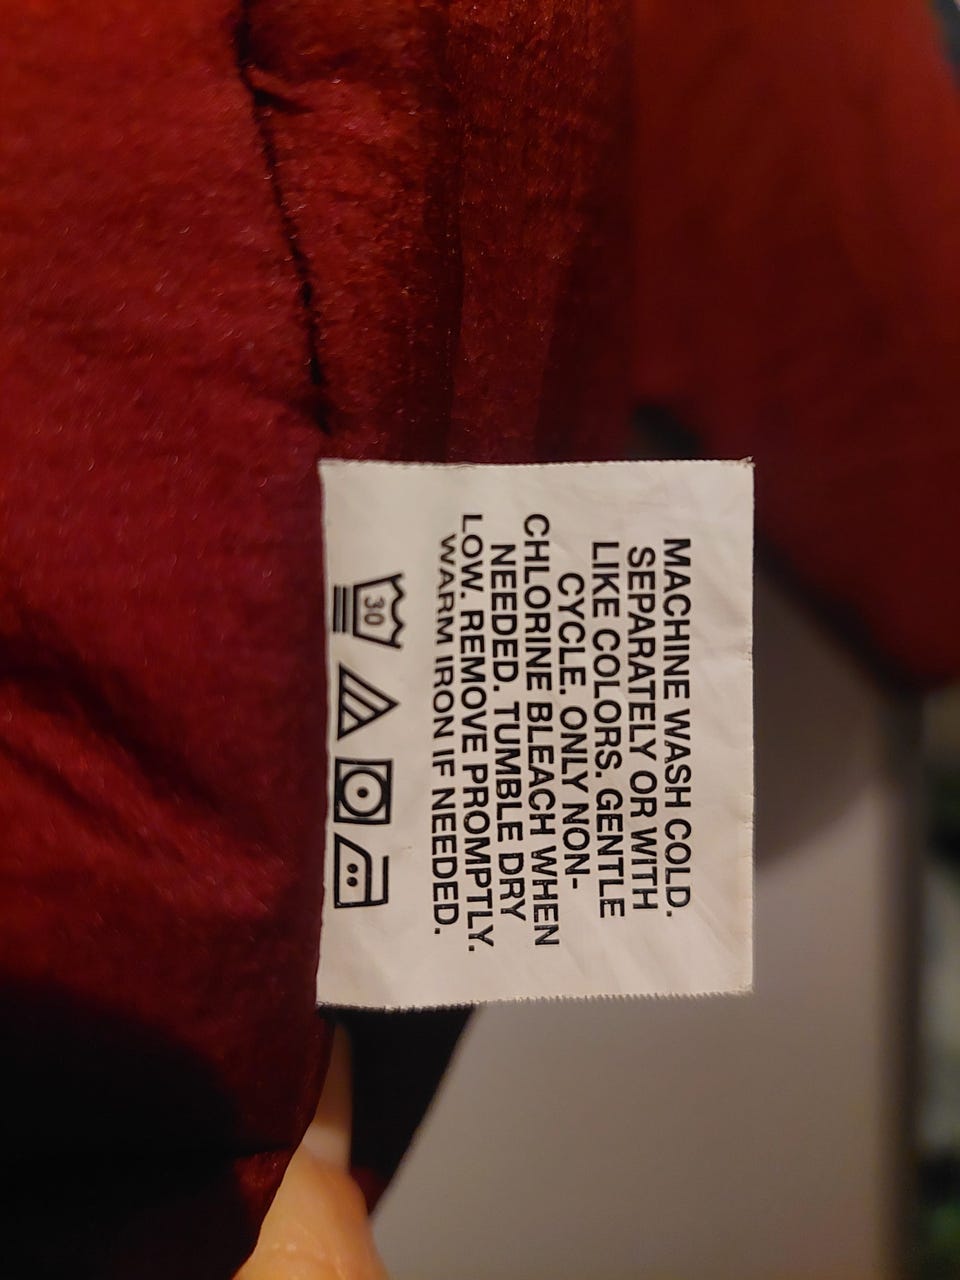 MACHINE WASH COLD.
SEPARATELY OR WITH
LIKE COLORS. GENTLE
CYCLE. ONLY NON-
CHLORINE BLEACH WHEN
NEEDED. TUMBLE DRY
LOW. REMOVE PROMPTLY.
WARM IRON IF NEEDED.
30